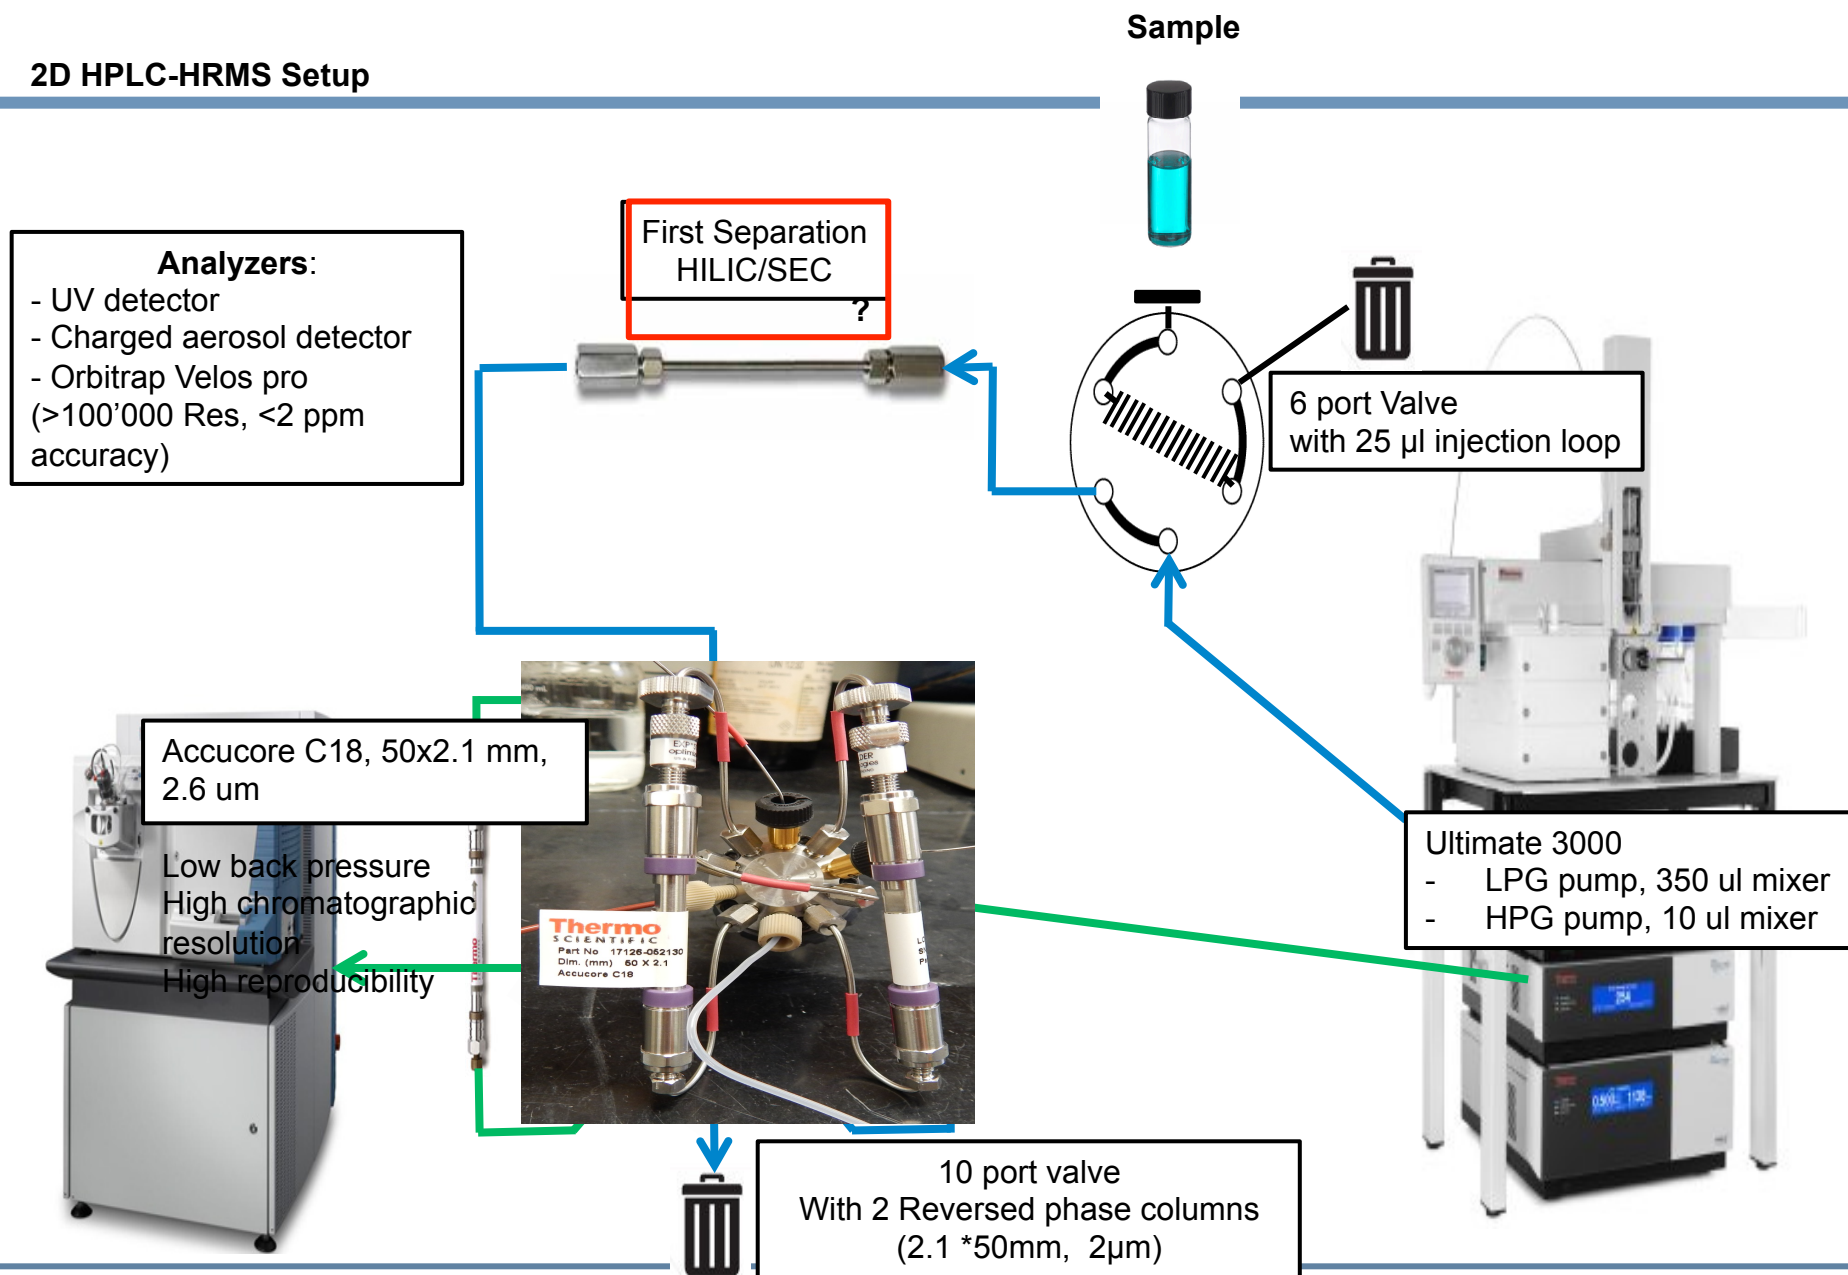 Sample
2D HPLC-HRMS Setup
First Separation
HILIC/SEC
?
Analyzers:
- UV detector
- Charged aerosol detector
- Orbitrap Velos pro
(>100'000 Res, <2 ppm
accuracy)
6 port Valve
with 25 µl injection loop
Accucore C18, 50x2.1 mm,
2.6 um
Low back pressure
High chromatographic
resolution
High reproducibility
Thermo
SCIENTIFIC
Part No 17126-052130
Dim. (mm) 50 X 2.1
Accucore C18
Ultimate 3000
- LPG pump, 350 ul mixer
- HPG pump, 10 ul mixer
10 port valve
With 2 Reversed phase columns
(2.1 *50mm, 2µm)